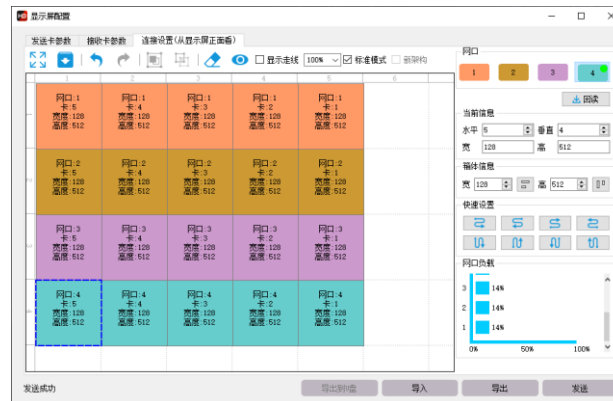 显示屏配置
发送卡参数 接收卡参数 连接设置(从显示屏正面看)
显示走线 100% 标准模式 新架构
1 2 3 4 5 6
网口:1 网口:1 网口:1 网口:1 网口:1
卡:5 卡:4 卡:3 卡:2 卡:1
宽度:128 宽度:128 宽度:128 宽度:128 宽度:128
高度:512 高度:512 高度:512 高度:512 高度:512
网口:2 网口:2 网口:2 网口:2 网口:2
卡:5 卡:4 卡:3 卡:2 卡:1
宽度:128 宽度:128 宽度:128 宽度:128 宽度:128
高度:512 高度:512 高度:512 高度:512 高度:512
网口:3 网口:3 网口:3 网口:3 网口:3
卡:5 卡:4 卡:3 卡:2 卡:1
宽度:128 宽度:128 宽度:128 宽度:128 宽度:128
高度:512 高度:512 高度:512 高度:512 高度:512
网口:4 网口:4 网口:4 网口:4 网口:4
卡:5 卡:4 卡:3 卡:2 卡:1
宽度:128 宽度:128 宽度:128 宽度:128 宽度:128
高度:512 高度:512 高度:512 高度:512 高度:512
网口
1 2 3 4
回读
当前信息
水平 5 垂直 4
宽 128 高 512
箱体信息
宽 128 高 512
快速设置
网口负载
3 14%
2 14%
1 14%
0% 50% 100%
发送成功 导出到U盘 导入 导出 发送